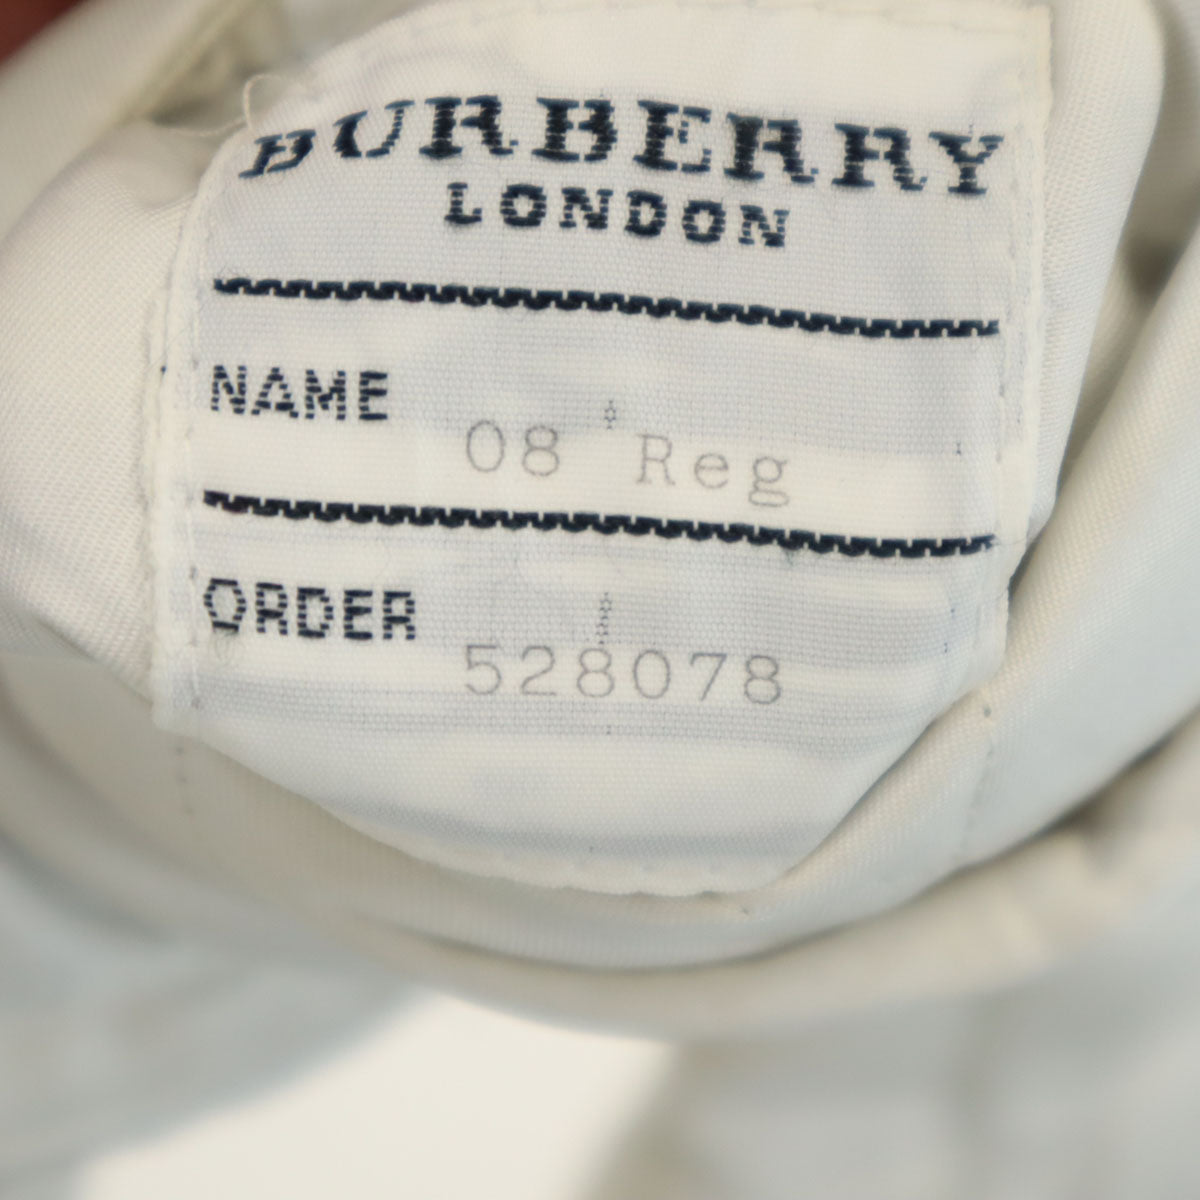 BURBERRY
LONDON
NAME
08 Reg
ORDER
528078